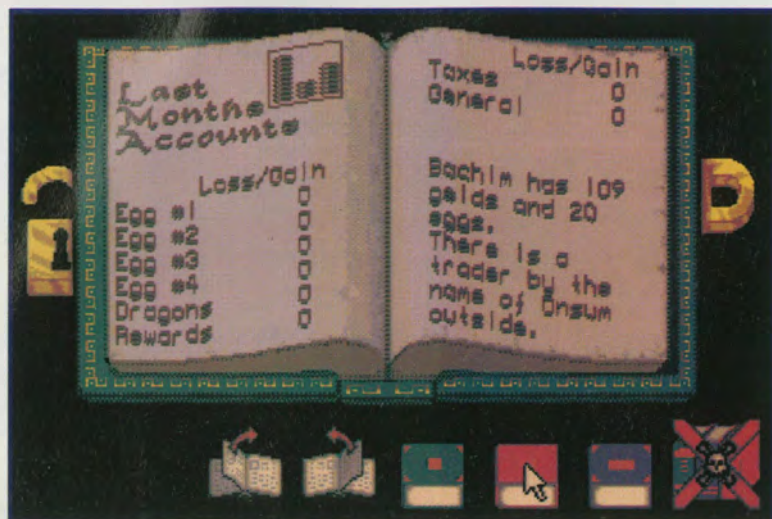 Last
Months
Accounts
Loss/Gain
Egg #1 0
Egg #2 0
Egg #3 0
Egg #4 0
Dragons 0
Rewards 0
Loss/Gain
Taxes 0
General 0
Bachim has 109
galds and 20
eggs.
There is a
trader by the
name of Onsum
outside.